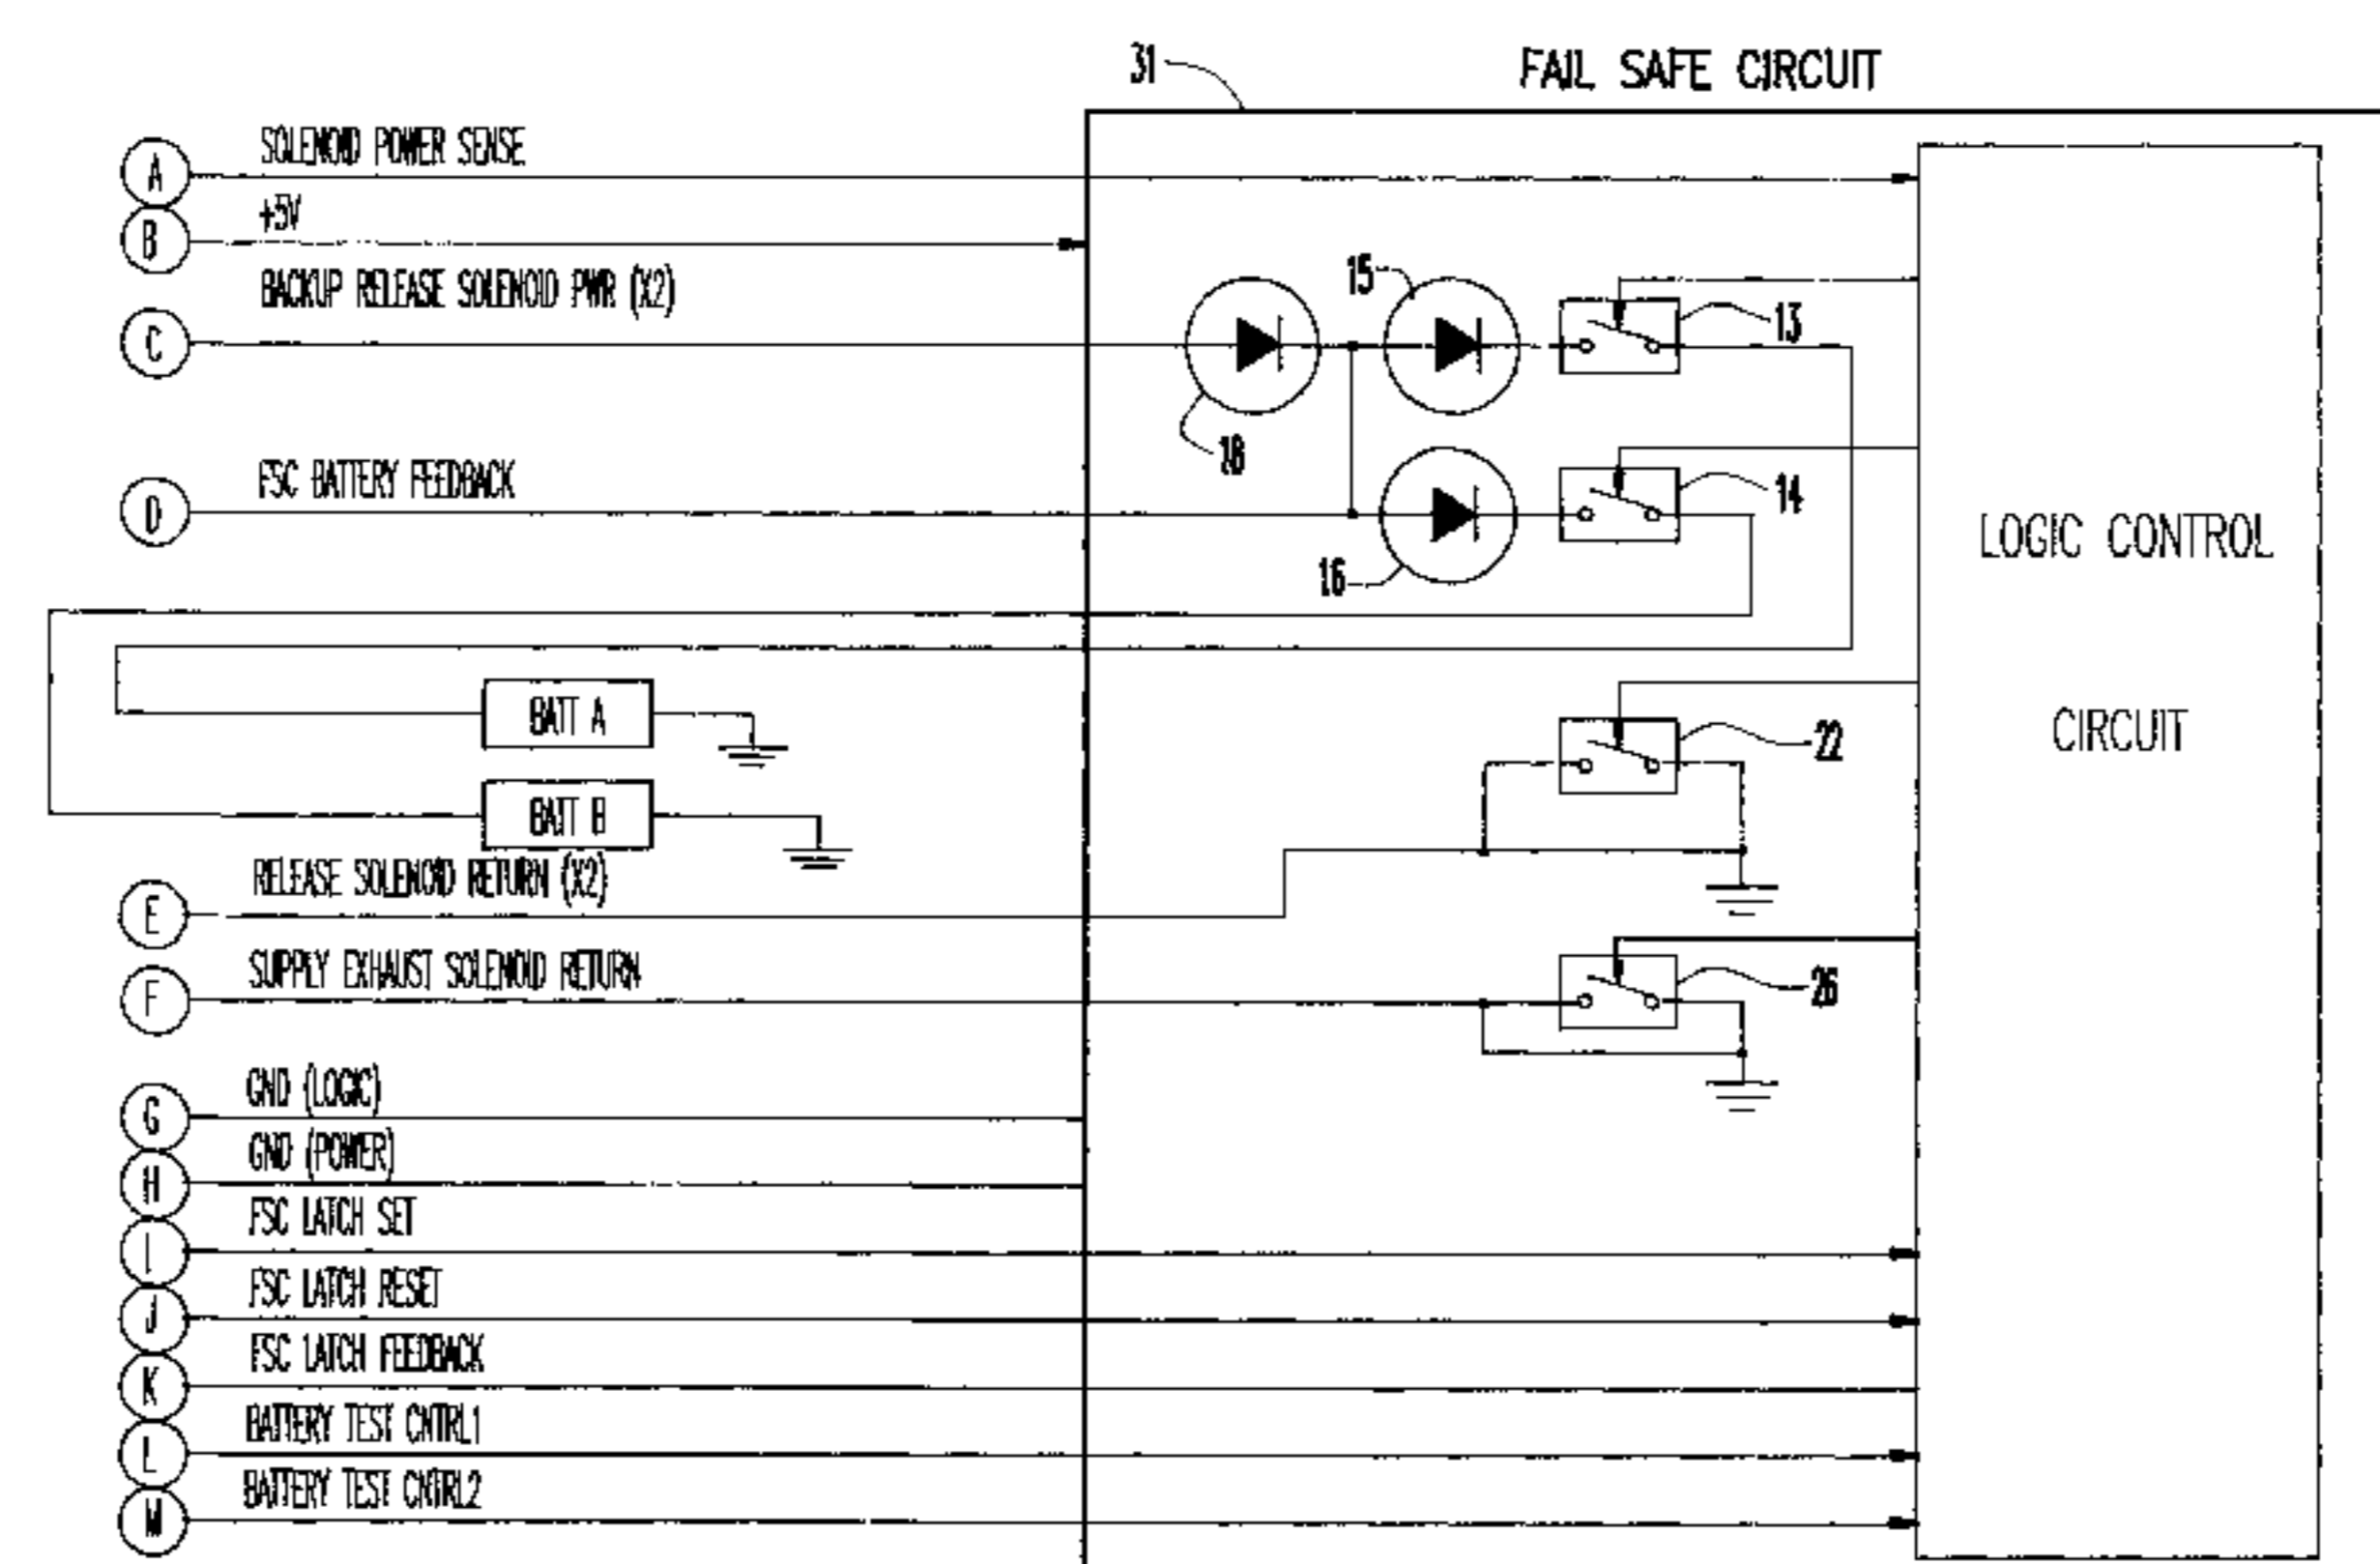 31
FAIL SAFE CIRCUIT
A SOLENOID POWER SENSE
B +5V
C BACKUP RELEASE SOLENOID PWR (X2)
15
13
18
D FSC BATTERY FEEDBACK
14
16
LOGIC CONTROL
CIRCUIT
BATT A
22
BATT B
E RELEASE SOLENOID RETURN (X2)
F SUPPLY EXHAUST SOLENOID RETURN
26
G GND (LOGIC)
H GND (POWER)
I FSC LATCH SET
J FSC LATCH RESET
K FSC LATCH FEEDBACK
L BATTERY TEST CNTRL1
M BATTERY TEST CNTRL2